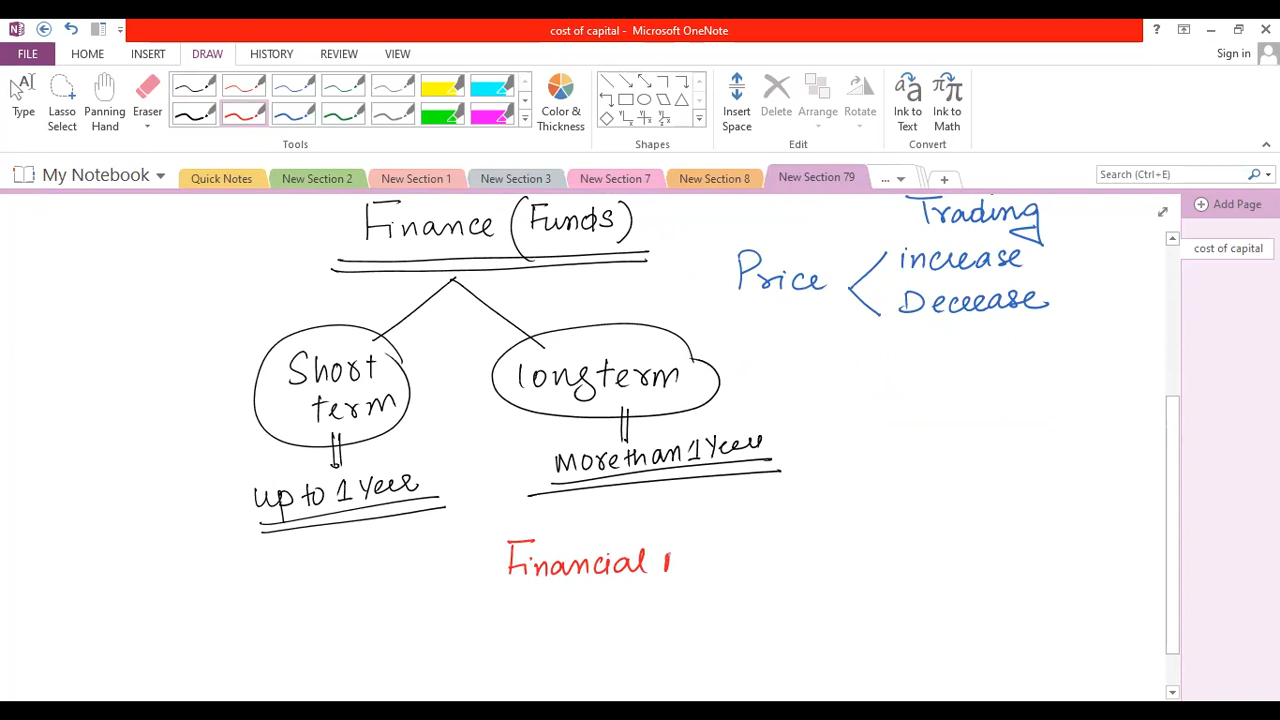 cost of capital - Microsoft OneNote
FILE HOME INSERT DRAW HISTORY REVIEW VIEW
Sign in
Type
Lasso Select
Panning Hand
Eraser
Color & Thickness
Insert Space
Delete
Arrange
Rotate
Ink to Text
Ink to Math
Tools
Shapes
Edit
Convert
My Notebook
Quick Notes
New Section 2
New Section 1
New Section 3
New Section 7
New Section 8
New Section 79
...
Search (Ctrl+E)
Add Page
cost of capital
Finance (Funds)
Short
term
up to 1 Year
longterm
more than 1 Year
Trading
Price
increase
Decrease
Financial